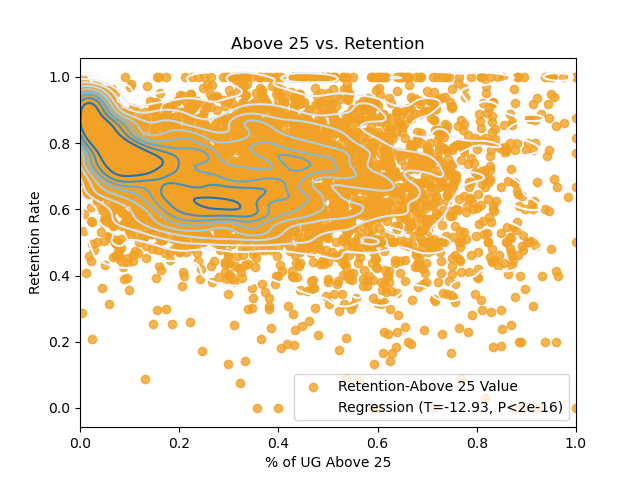 Above 25 vs. Retention
Retention Rate
1.0
0.8
0.6
0.4
0.2
0.0
Retention-Above 25 Value
Regression (T=-12.93, P<2e-16)
0.0 0.2 0.4 0.6 0.8 1.0
% of UG Above 25